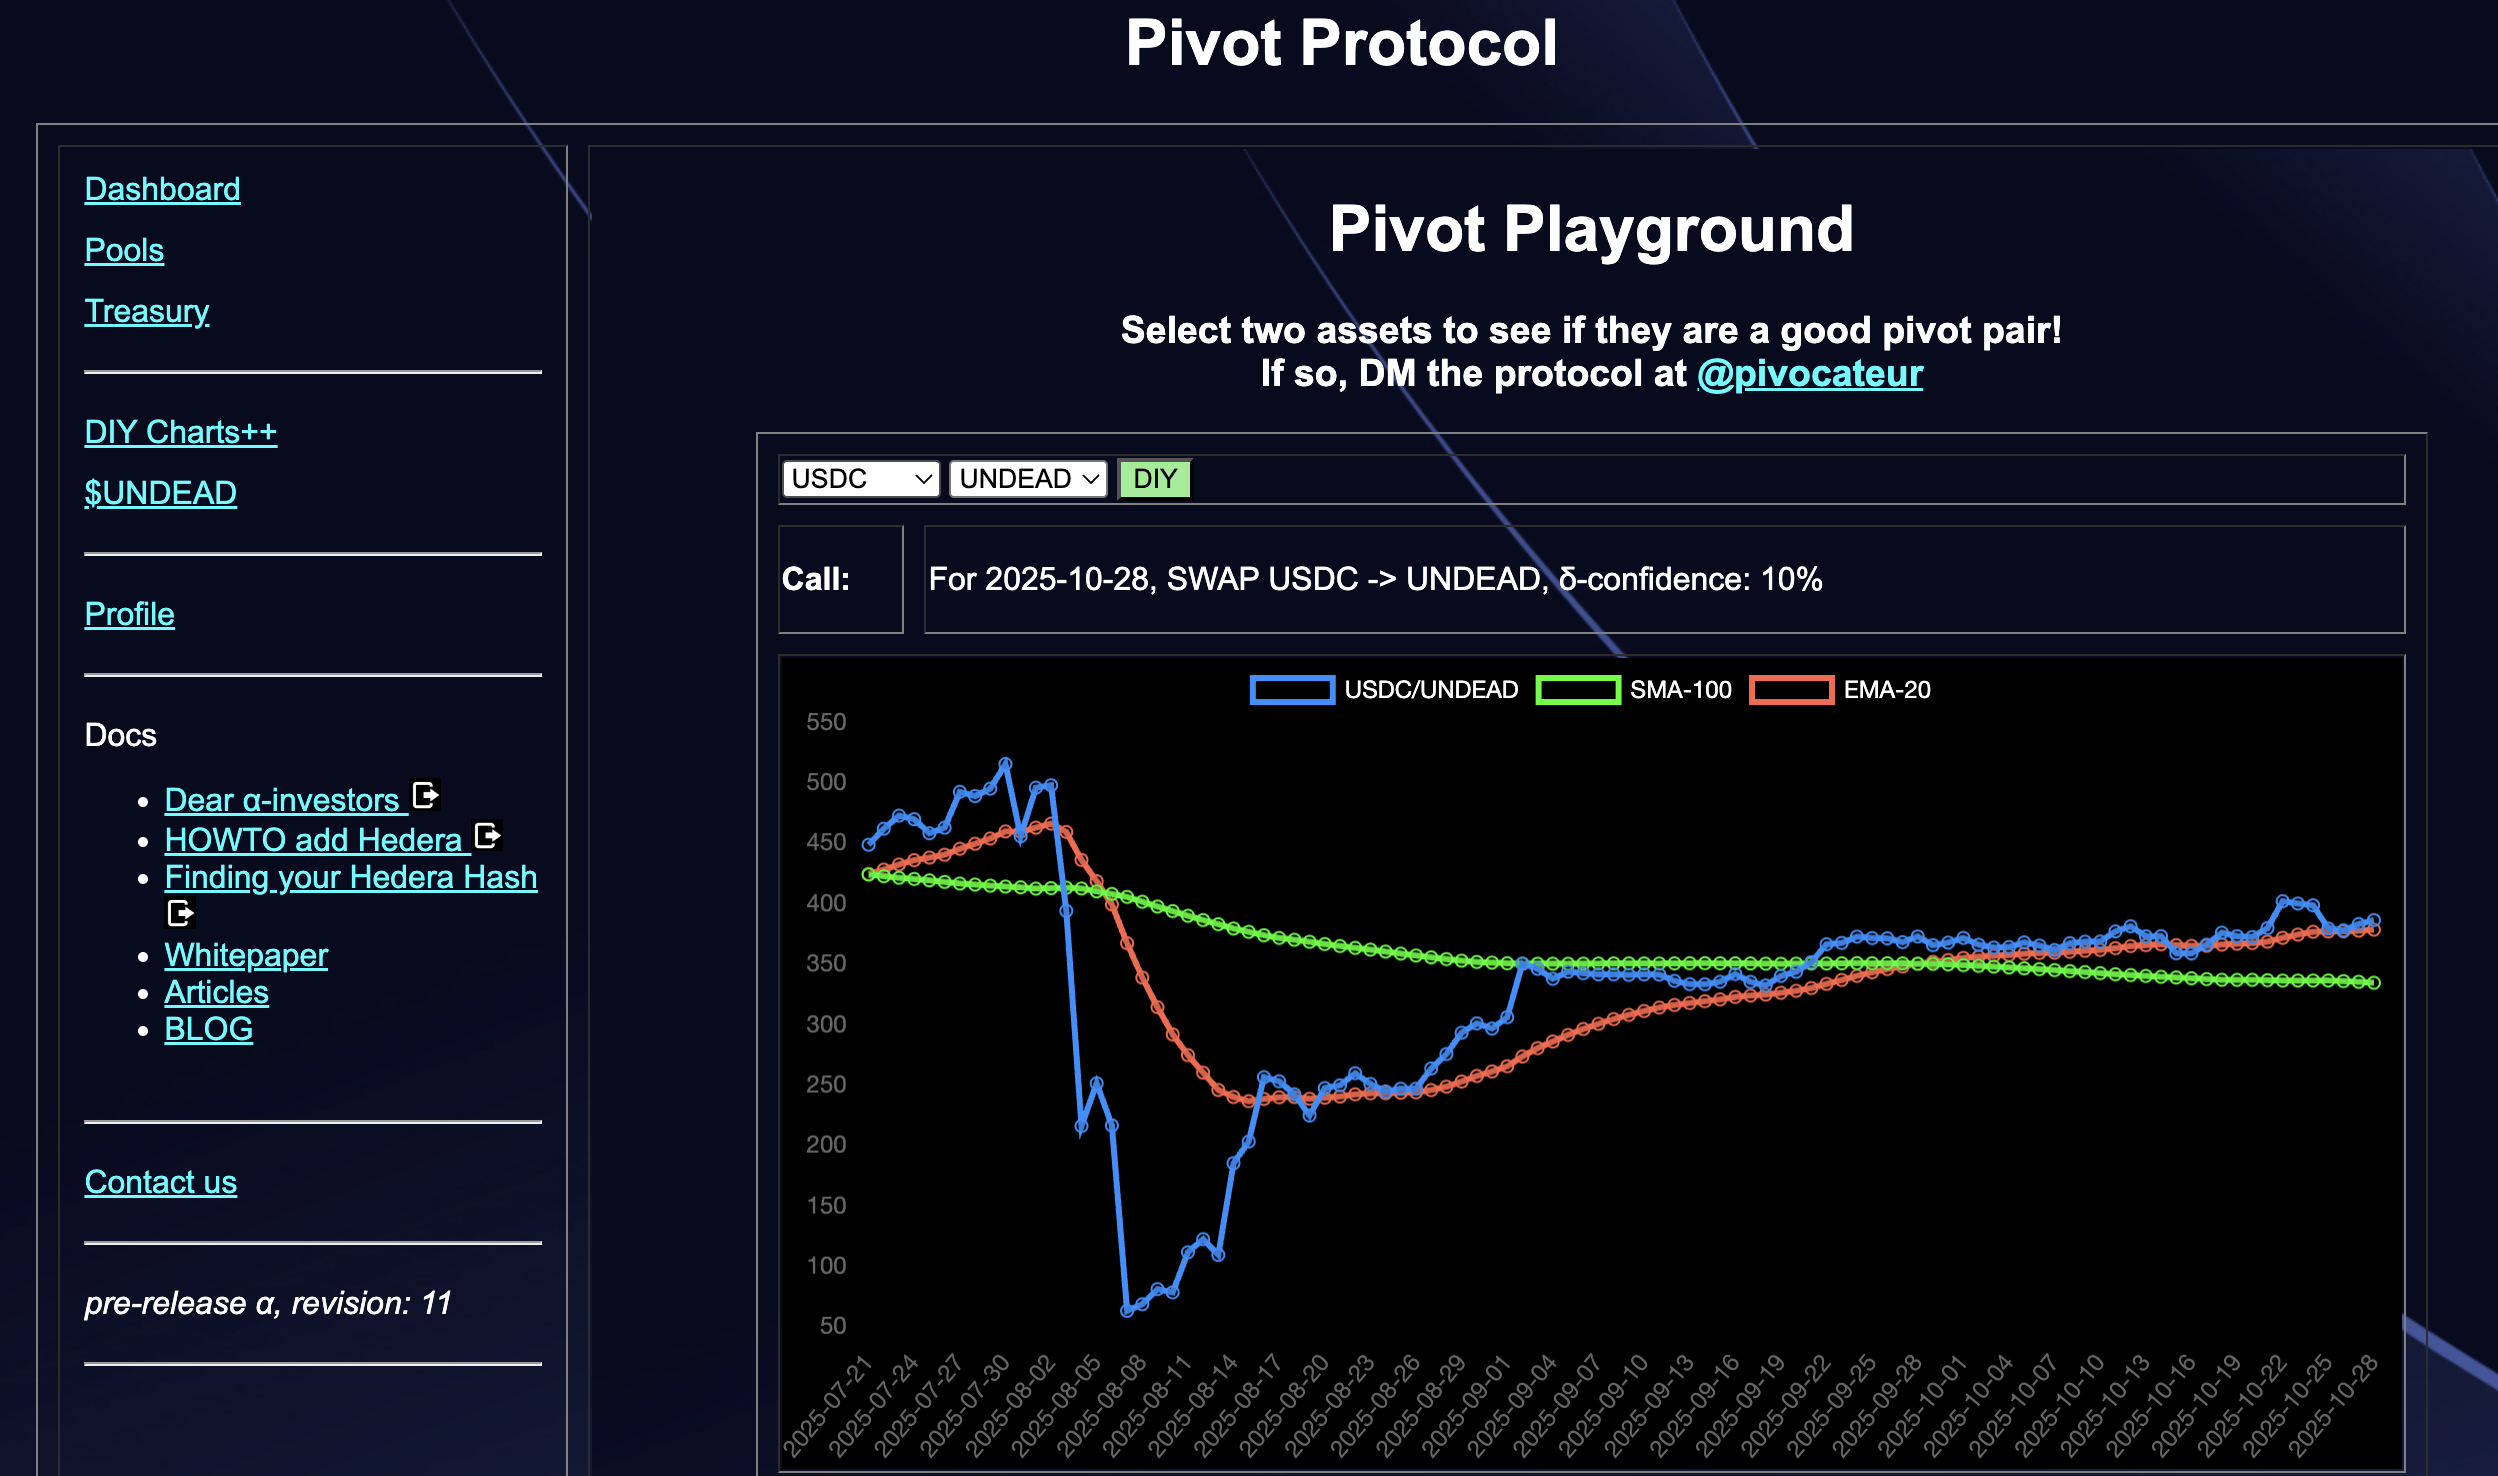 Pivot Protocol
Dashboard
Pools
Treasury
DIY Charts++
$UNDEAD
Profile
Docs
Dear α-investors
HOWTO add Hedera
Finding your Hedera Hash
Whitepaper
Articles
BLOG
Contact us
pre-release α, revision: 11
Pivot Playground
Select two assets to see if they are a good pivot pair!
If so, DM the protocol at @pivocateur
USDC UNDEAD DIY
Call: For 2025-10-28, SWAP USDC -> UNDEAD, δ-confidence: 10%
USDC/UNDEAD SMA-100 EMA-20
550
500
450
400
350
300
250
200
150
100
50
2025-07-21 2025-07-24 2025-07-27 2025-07-30 2025-08-02 2025-08-05 2025-08-08 2025-08-11 2025-08-14 2025-08-17 2025-08-20 2025-08-23 2025-08-26 2025-08-29 2025-09-01 2025-09-04 2025-09-07 2025-09-10 2025-09-13 2025-09-16 2025-09-19 2025-09-22 2025-09-25 2025-09-28 2025-10-01 2025-10-04 2025-10-07 2025-10-10 2025-10-13 2025-10-16 2025-10-19 2025-10-22 2025-10-25 2025-10-28